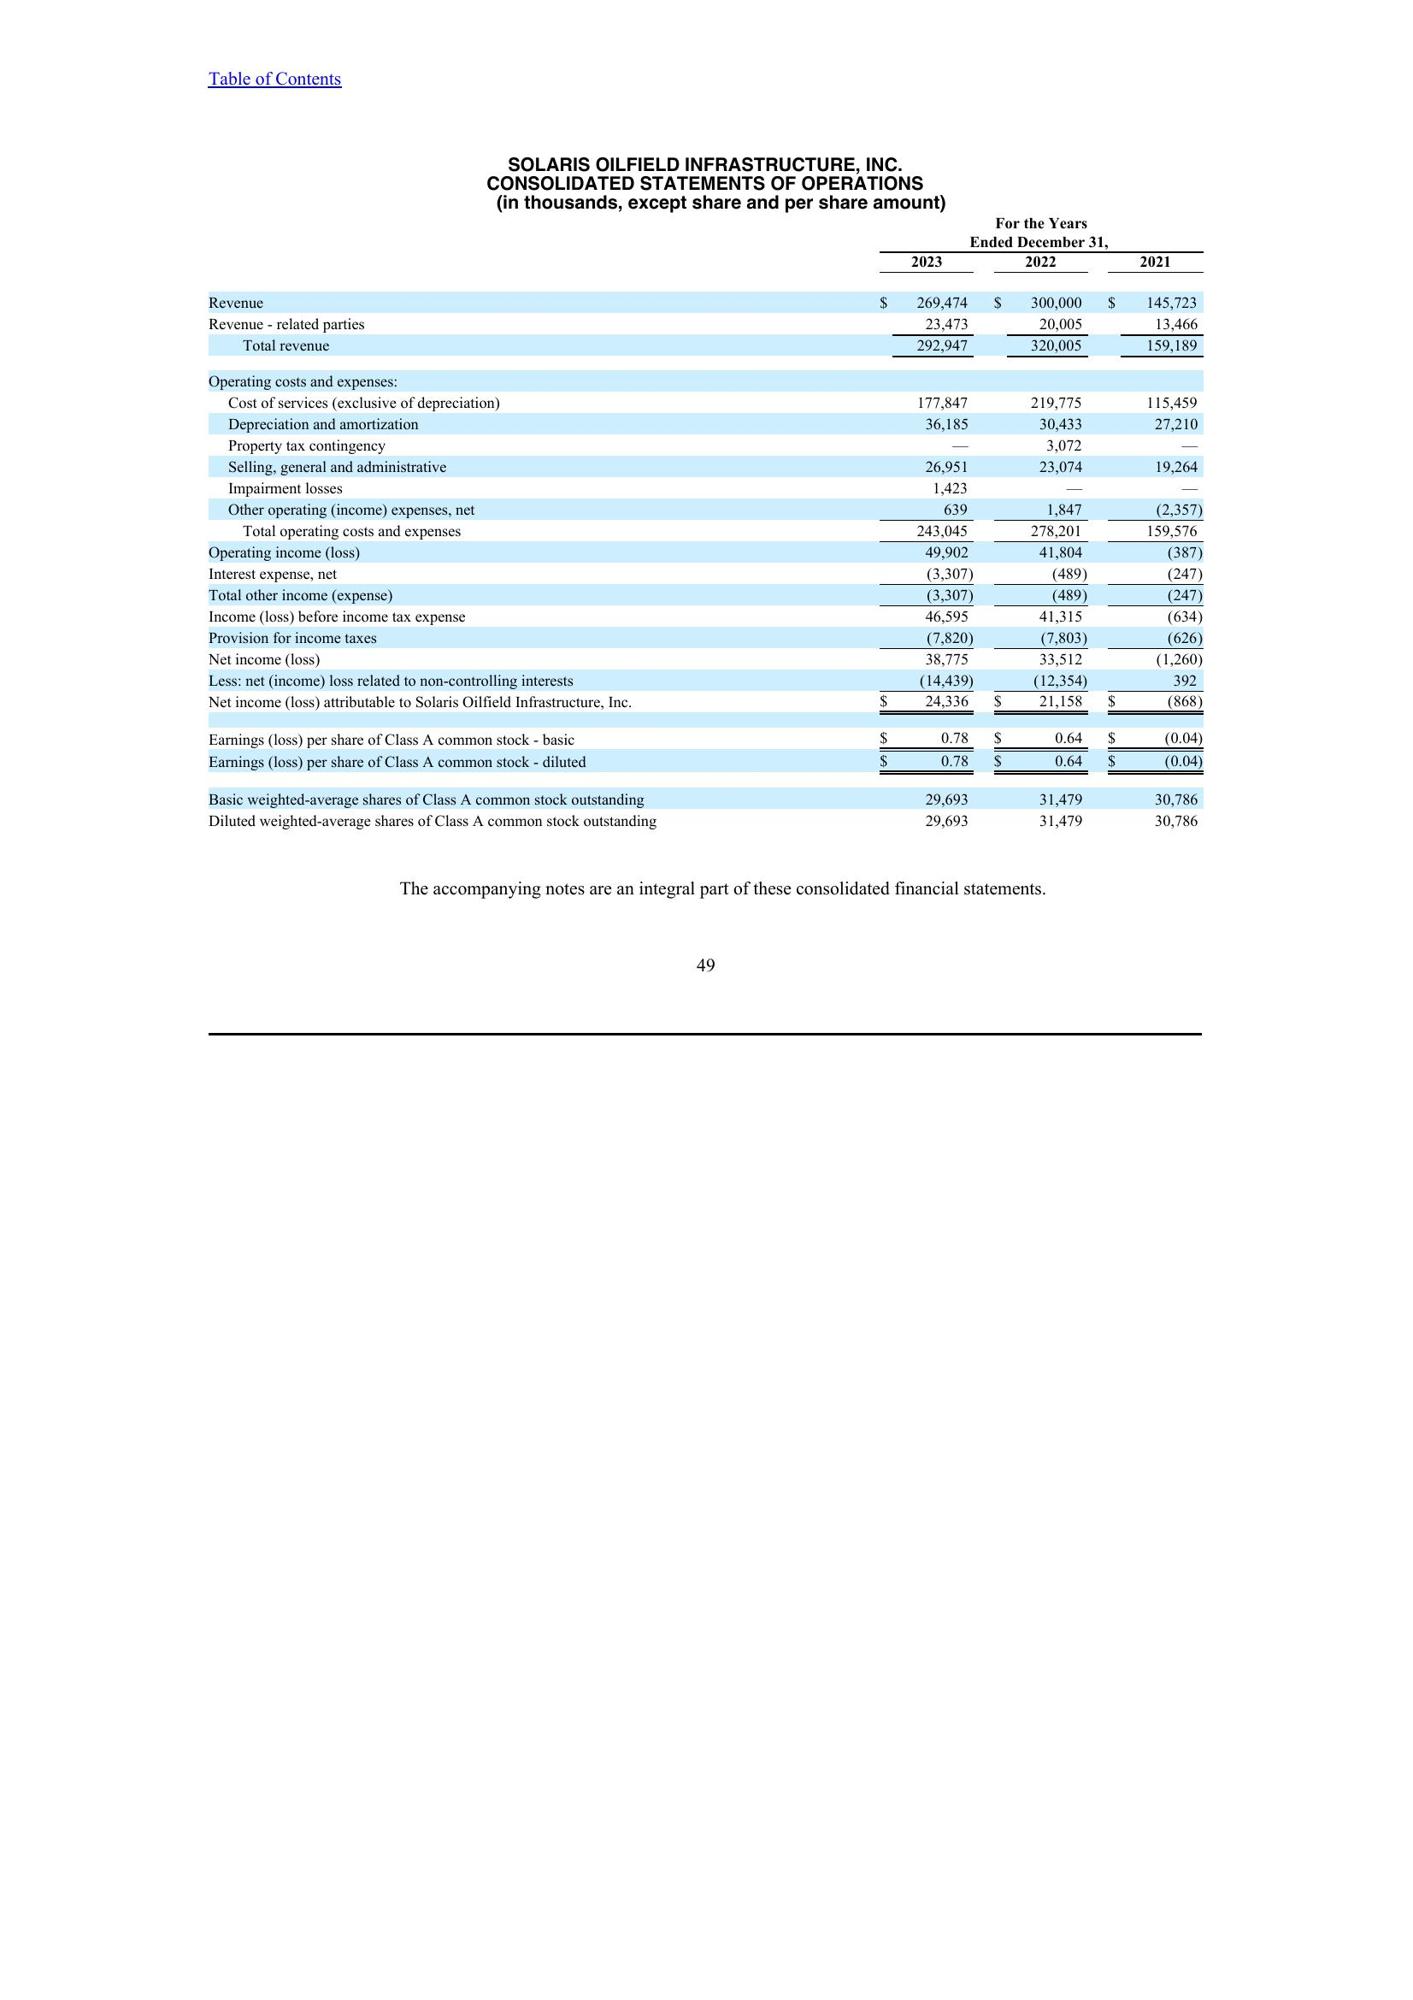 Table of Contents
SOLARIS OILFIELD INFRASTRUCTURE, INC.
CONSOLIDATED STATEMENTS OF OPERATIONS
(in thousands, except share and per share amount)
For the Years
Ended December 31,
2023 2022 2021
Revenue $ 269,474 $ 300,000 $ 145,723
Revenue - related parties 23,473 20,005 13,466
Total revenue 292,947 320,005 159,189
Operating costs and expenses:
Cost of services (exclusive of depreciation) 177,847 219,775 115,459
Depreciation and amortization 36,185 30,433 27,210
Property tax contingency — 3,072 —
Selling, general and administrative 26,951 23,074 19,264
Impairment losses 1,423 — —
Other operating (income) expenses, net 639 1,847 (2,357)
Total operating costs and expenses 243,045 278,201 159,576
Operating income (loss) 49,902 41,804 (387)
Interest expense, net (3,307) (489) (247)
Total other income (expense) (3,307) (489) (247)
Income (loss) before income tax expense 46,595 41,315 (634)
Provision for income taxes (7,820) (7,803) (626)
Net income (loss) 38,775 33,512 (1,260)
Less: net (income) loss related to non-controlling interests (14,439) (12,354) 392
Net income (loss) attributable to Solaris Oilfield Infrastructure, Inc. $ 24,336 $ 21,158 $ (868)
Earnings (loss) per share of Class A common stock - basic $ 0.78 $ 0.64 $ (0.04)
Earnings (loss) per share of Class A common stock - diluted $ 0.78 $ 0.64 $ (0.04)
Basic weighted-average shares of Class A common stock outstanding 29,693 31,479 30,786
Diluted weighted-average shares of Class A common stock outstanding 29,693 31,479 30,786
The accompanying notes are an integral part of these consolidated financial statements.
49